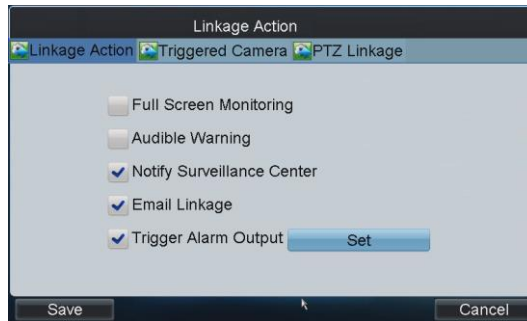 Linkage Action
Linkage Action Triggered Camera PTZ Linkage
Full Screen Monitoring
Audible Warning
Notify Surveillance Center
Email Linkage
Trigger Alarm Output Set
Save Cancel